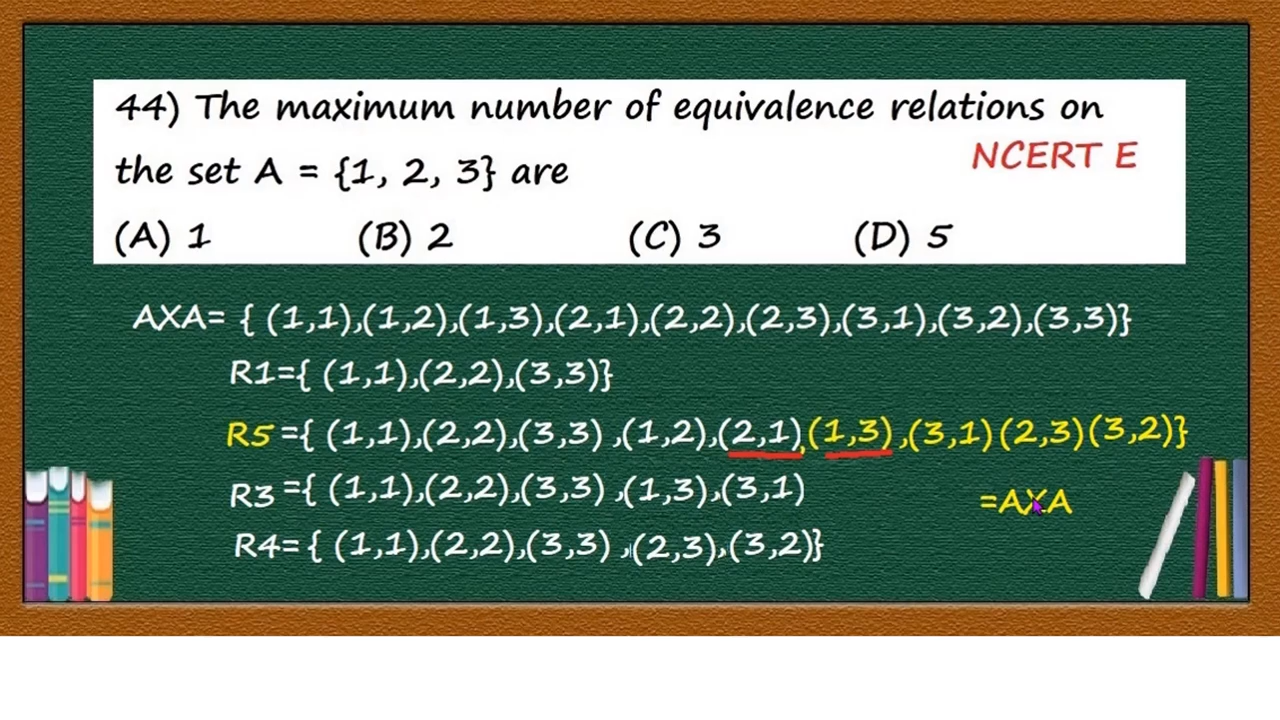 44) The maximum number of equivalence relations on
the set A = {1, 2, 3} are
NCERT E
(A) 1 (B) 2 (C) 3 (D) 5
AXA= { (1,1),(1,2),(1,3),(2,1),(2,2),(2,3),(3,1),(3,2),(3,3)}
R1={ (1,1),(2,2),(3,3)}
R5 ={ (1,1),(2,2),(3,3) ,(1,2),(2,1),(1,3) ,(3,1) (2,3) (3,2)}
R3 ={ (1,1),(2,2),(3,3) ,(1,3),(3,1)
=AXA
R4= { (1,1),(2,2),(3,3) ,(2,3),(3,2)}